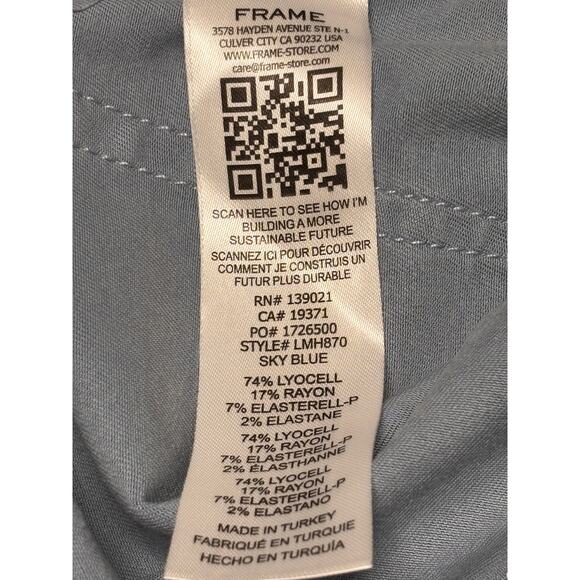 FRAME
3578 HAYDEN AVENUE STE N-1
CULVER CITY CA 90232 USA
WWW.FRAME-STORE.COM
care@frame-store.com
SCAN HERE TO SEE HOW I'M
BUILDING A MORE
SUSTAINABLE FUTURE
SCANNEZ ICI POUR DÉCOUVRIR
COMMENT JE CONSTRUIS UN
FUTUR PLUS DURABLE
RN# 139021
CA# 19371
PO# 1726500
STYLE# LMH870
SKY BLUE
74% LYOCELL
17% RAYON
7% ELASTERELL-P
2% ELASTANE
74% LYOCELL
17% RAYON
7% ELASTERELL-P
2% ÉLASTHANNE
74% LYOCELL
17% RAYON
7% ELASTERELL-P
2% ELASTANO
MADE IN TURKEY
FABRIQUÉ EN TURQUIE
HECHO EN TURQUÍA